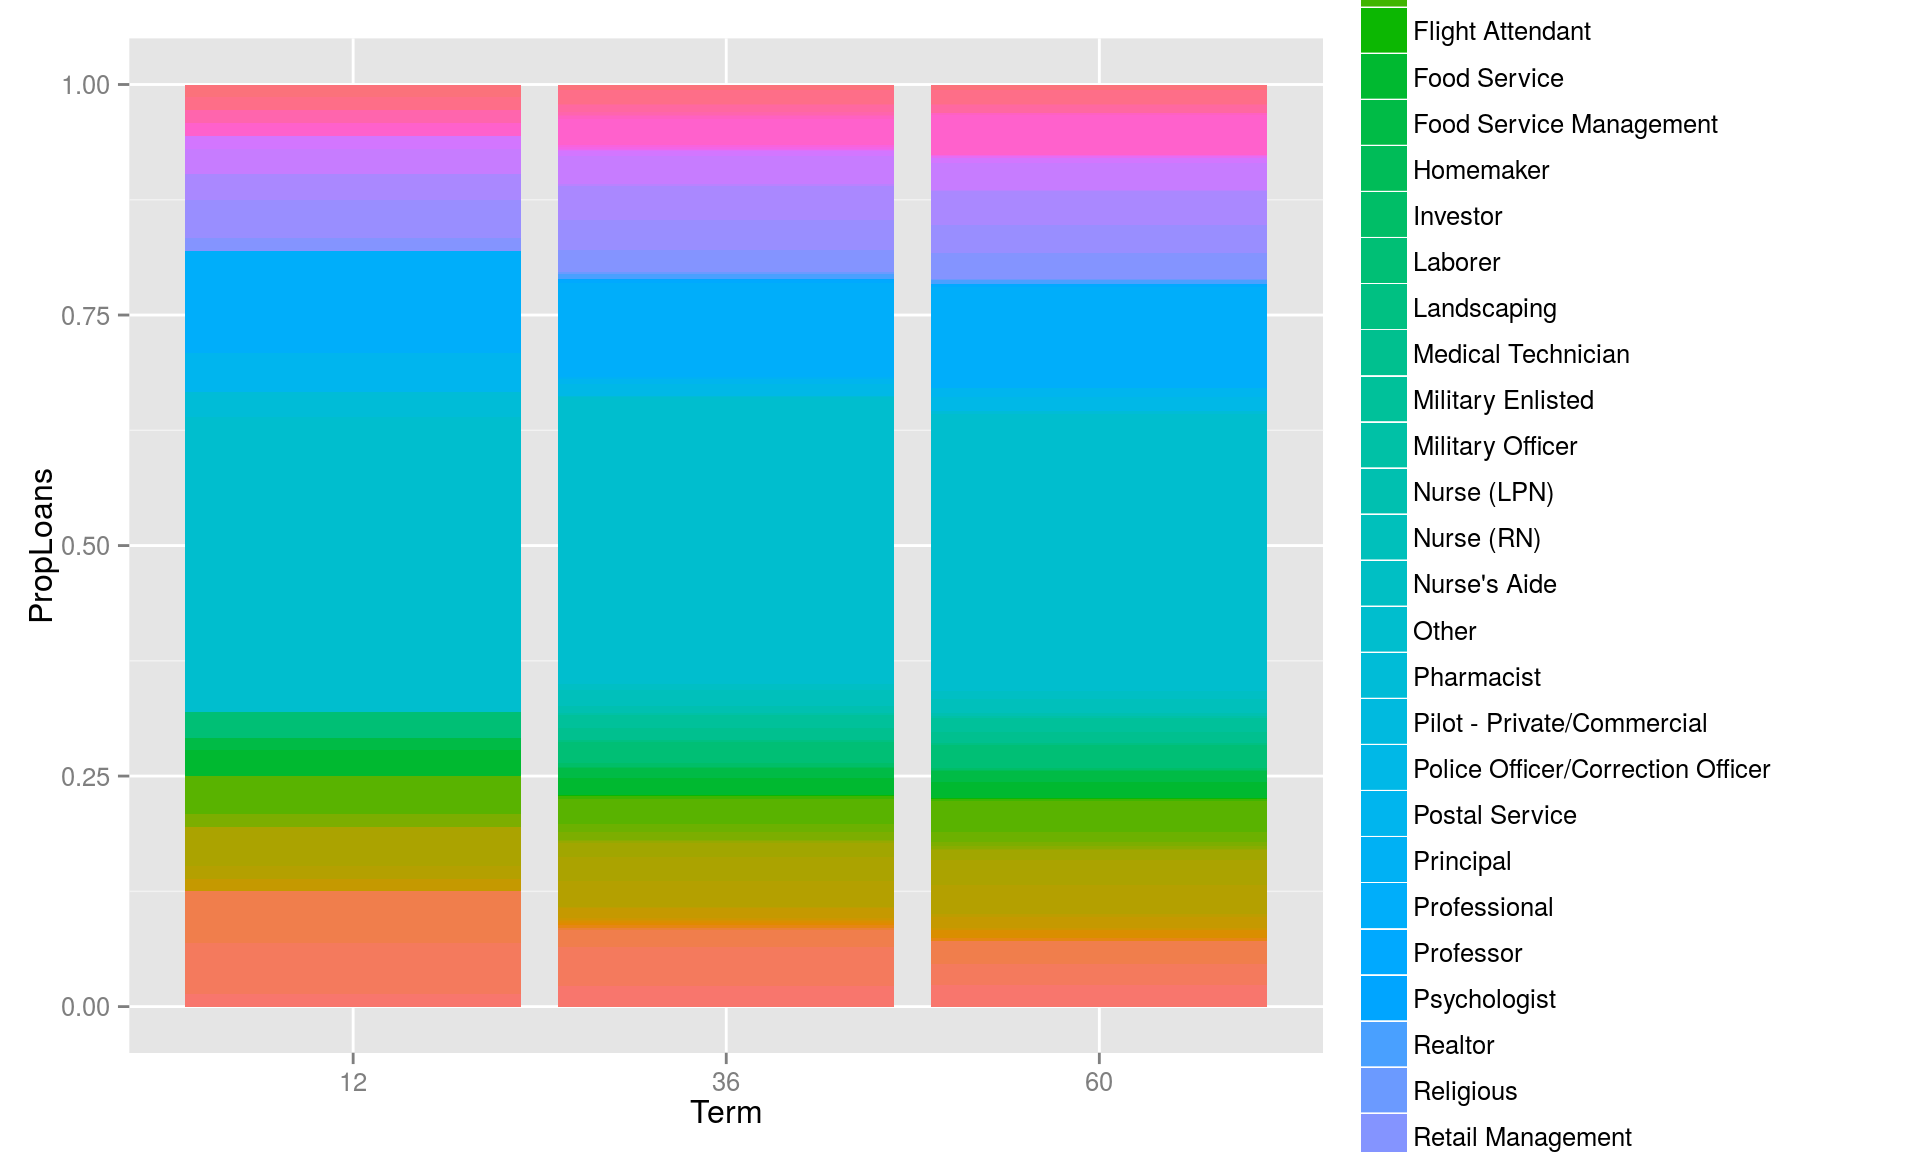 1.00
0.75
0.50
0.25
0.00
PropLoans
12
36
60
Term
Flight Attendant
Food Service
Food Service Management
Homemaker
Investor
Laborer
Landscaping
Medical Technician
Military Enlisted
Military Officer
Nurse (LPN)
Nurse (RN)
Nurse's Aide
Other
Pharmacist
Pilot - Private/Commercial
Police Officer/Correction Officer
Postal Service
Principal
Professional
Professor
Psychologist
Realtor
Religious
Retail Management